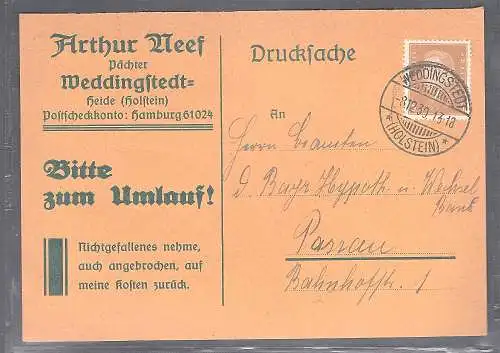 Arthur Neef
Pächter
Weddingstedt=
Heide (Holstein)
Postscheckkonto: Hamburg 61024
Bitte
zum Umlauf!
Nichtgefallenes nehme,
auch angebrochen, auf
meine Kosten zurück.
Drucksache
WEDDINGSTEDT
*(HOLSTEIN)*
An
Herrn Beamten
d. Bayr Hypoth. u. Wechsel
Bank
Passau
Bahnhofstr. 1